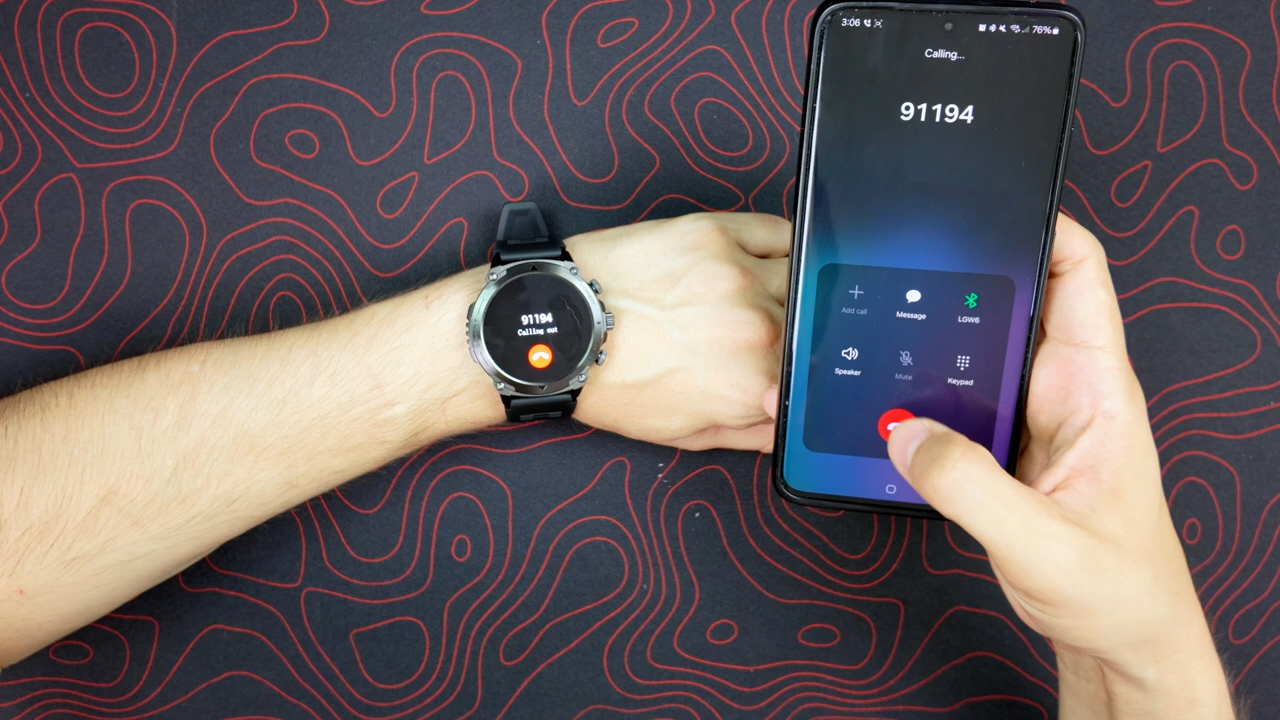 91194
Calling out
3:06 76%
Calling...
91194
Add call Message LGW6
Speaker Mute Keypad